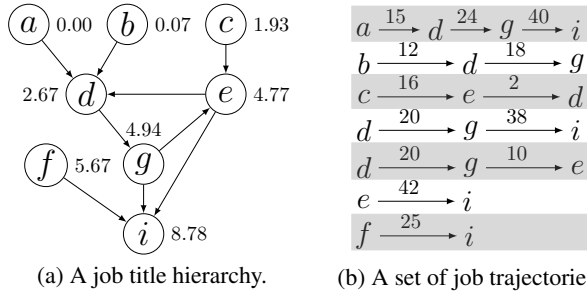 a 0.00 b 0.07 c 1.93
2.67 d e 4.77
4.94
f 5.67 g
i 8.78
(a) A job title hierarchy.
a 15 d 24 g 40 i
b 12 d 18 g
c 16 e 2 d
d 20 g 38 i
d 20 g 10 e
e 42 i
f 25 i
(b) A set of job trajectorie